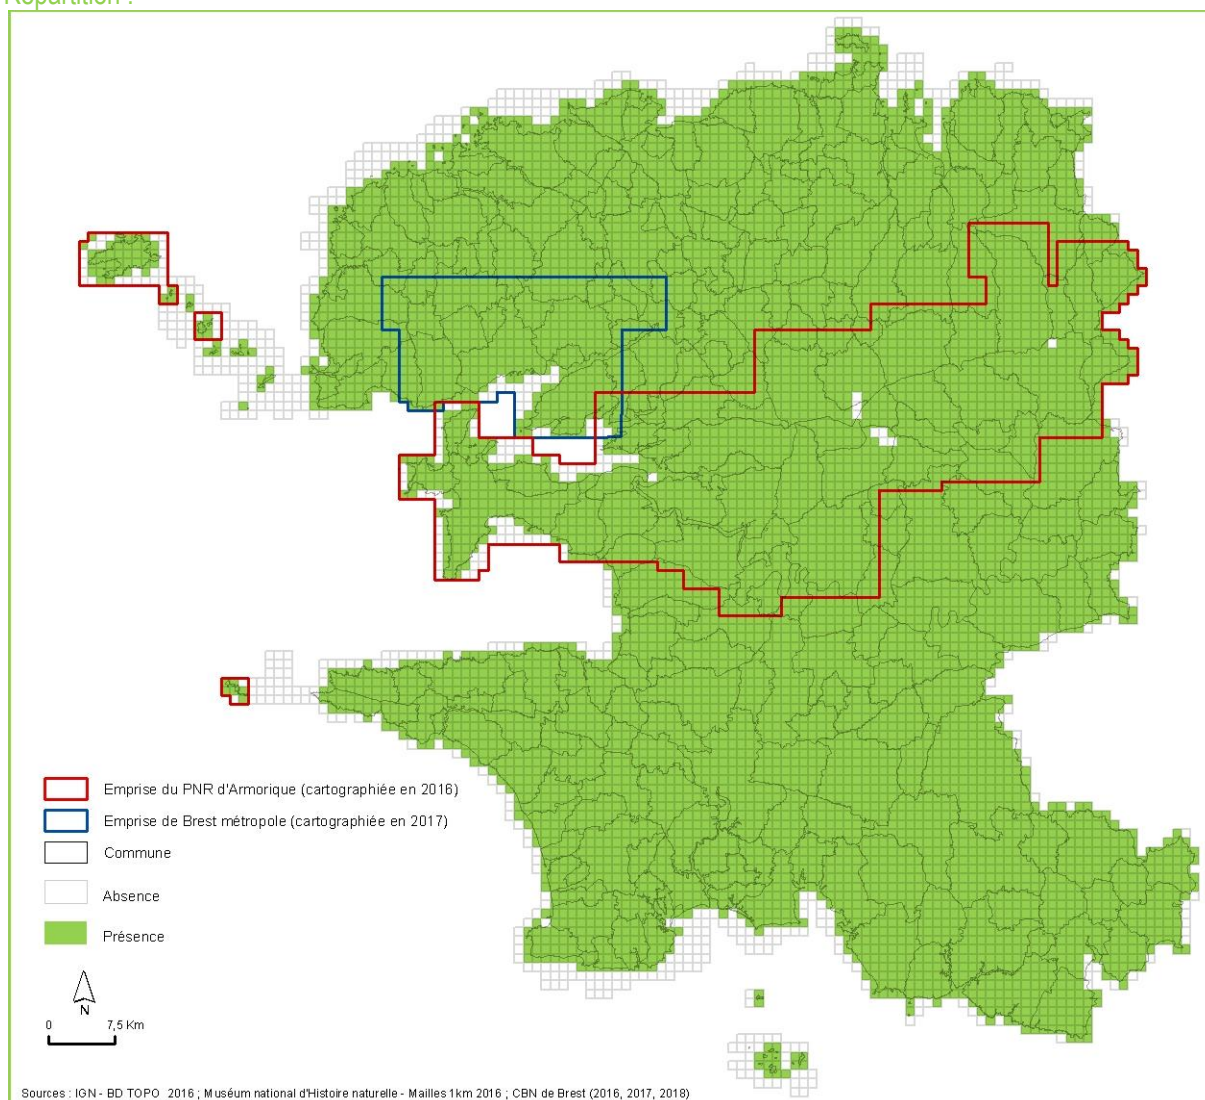 Répartition :
Emprise du PNR d'Armorique (cartographiée en 2016)
Emprise de Brest métropole (cartographiée en 2017)
Commune
Absence
Présence
N
0 7,5 Km
Sources : IGN - BD TOPO 2016 ; Muséum national d'Histoire naturelle - Mailles 1km 2016 ; CBN de Brest (2016, 2017, 2018)